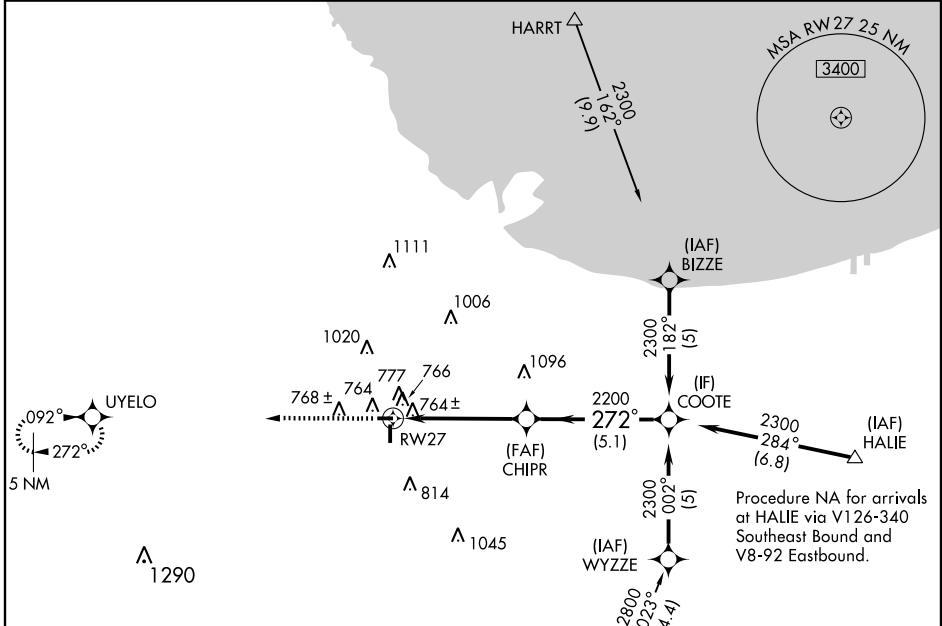 HARRT
2300
162°
(9.9)
MSA RW27 25 NM
3400
1111
(IAF)
BIZZE
1006
2300
182°
(5)
1020
1096
777
766
768 ±
764
764 ±
(IF)
COOTE
092°
UYELO
2200
272°
(5.1)
RW27
(FAF)
CHIPR
2300
284°
(6.8)
(IAF)
HALIE
272°
5 NM
814
2300
002°
(5)
Procedure NA for arrivals
at HALIE via V126-340
Southeast Bound and
V8-92 Eastbound.
1045
(IAF)
WYZZE
1290
2800
023°